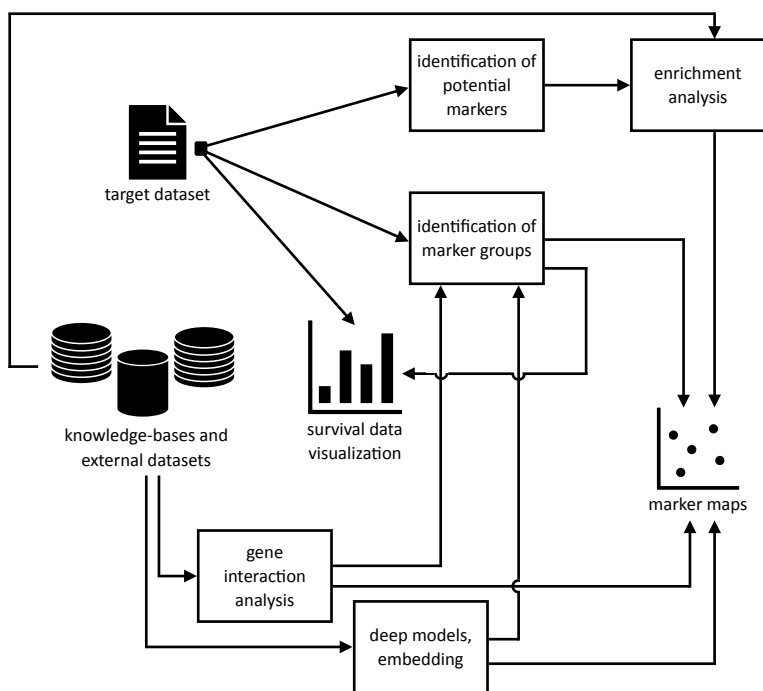 identification of
potential
markers
enrichment
analysis
target dataset
identification of
marker groups
knowledge-bases and
external datasets
survival data
visualization
marker maps
gene
interaction
analysis
deep models,
embedding